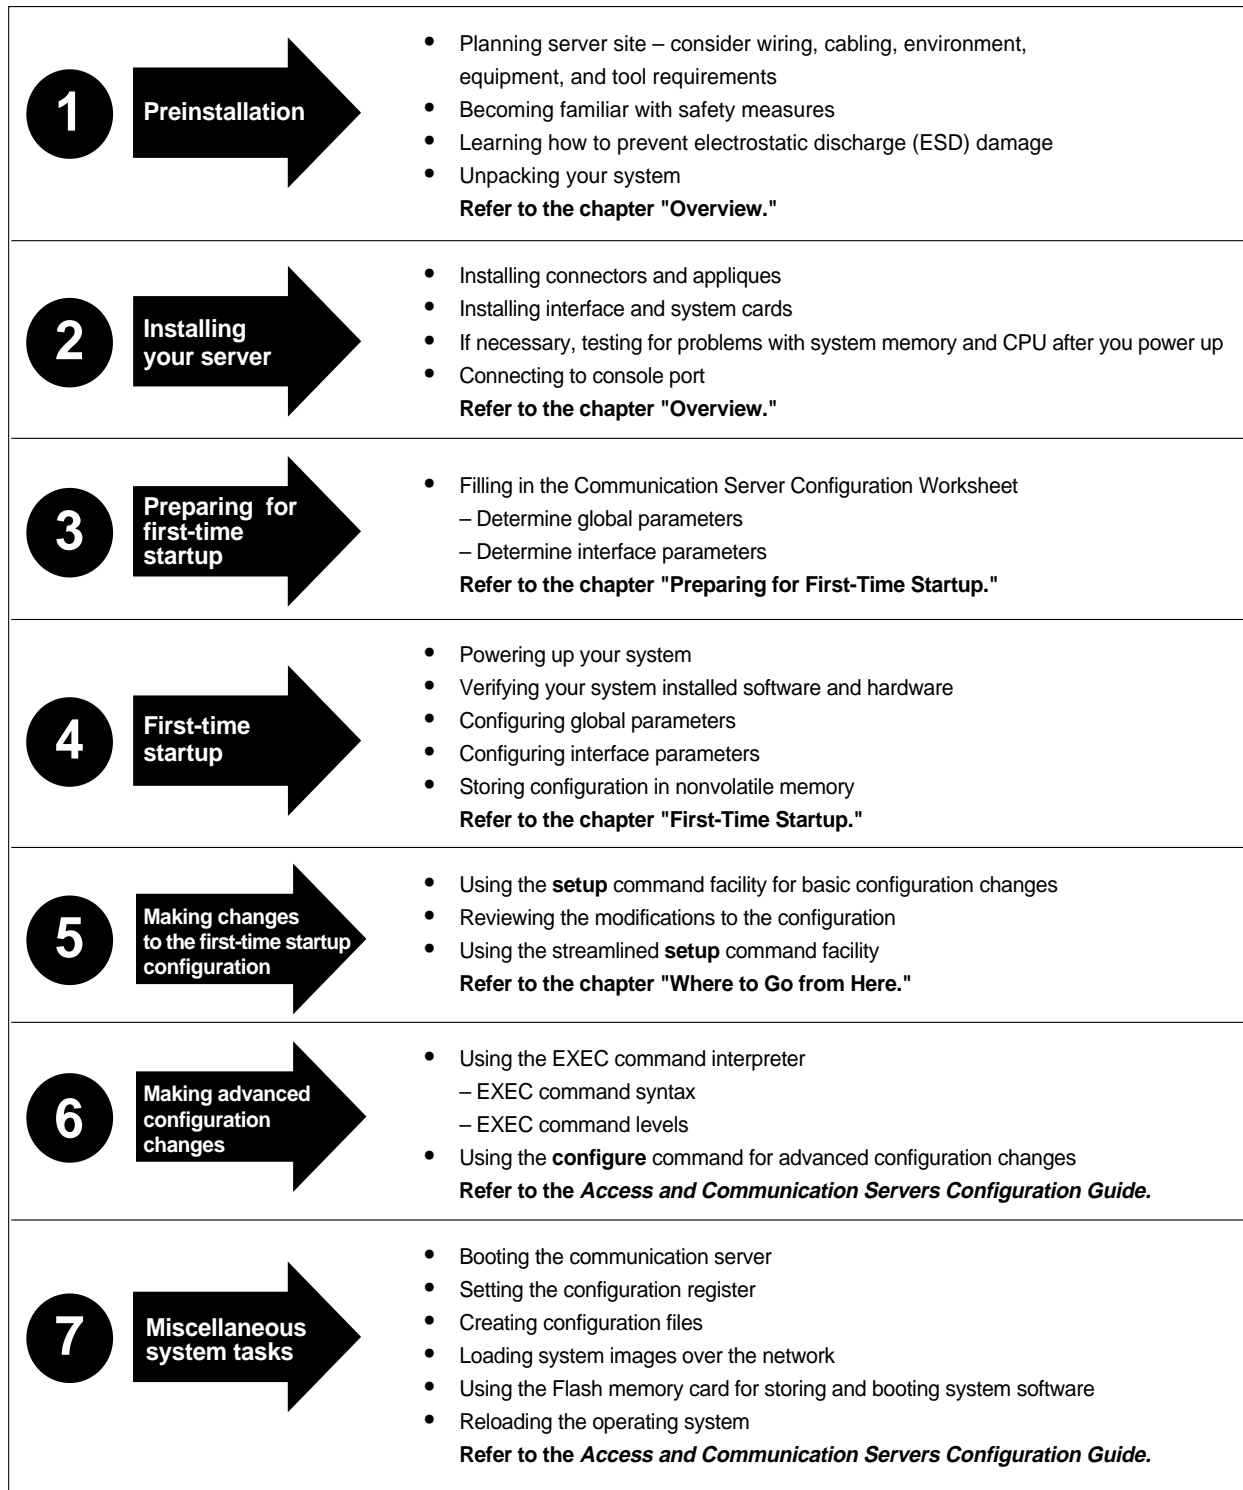 1
Preinstallation
• Planning server site – consider wiring, cabling, environment,
equipment, and tool requirements
• Becoming familiar with safety measures
• Learning how to prevent electrostatic discharge (ESD) damage
• Unpacking your system
Refer to the chapter "Overview."
2
Installing
your server
• Installing connectors and appliques
• Installing interface and system cards
• If necessary, testing for problems with system memory and CPU after you power up
• Connecting to console port
Refer to the chapter "Overview."
3
Preparing for
first-time
startup
• Filling in the Communication Server Configuration Worksheet
– Determine global parameters
– Determine interface parameters
Refer to the chapter "Preparing for First-Time Startup."
4
First-time
startup
• Powering up your system
• Verifying your system installed software and hardware
• Configuring global parameters
• Configuring interface parameters
• Storing configuration in nonvolatile memory
Refer to the chapter "First-Time Startup."
5
Making changes
to the first-time startup
configuration
• Using the setup command facility for basic configuration changes
• Reviewing the modifications to the configuration
• Using the streamlined setup command facility
Refer to the chapter "Where to Go from Here."
6
Making advanced
configuration
changes
• Using the EXEC command interpreter
– EXEC command syntax
– EXEC command levels
• Using the configure command for advanced configuration changes
Refer to the Access and Communication Servers Configuration Guide.
7
Miscellaneous
system tasks
• Booting the communication server
• Setting the configuration register
• Creating configuration files
• Loading system images over the network
• Using the Flash memory card for storing and booting system software
• Reloading the operating system
Refer to the Access and Communication Servers Configuration Guide.